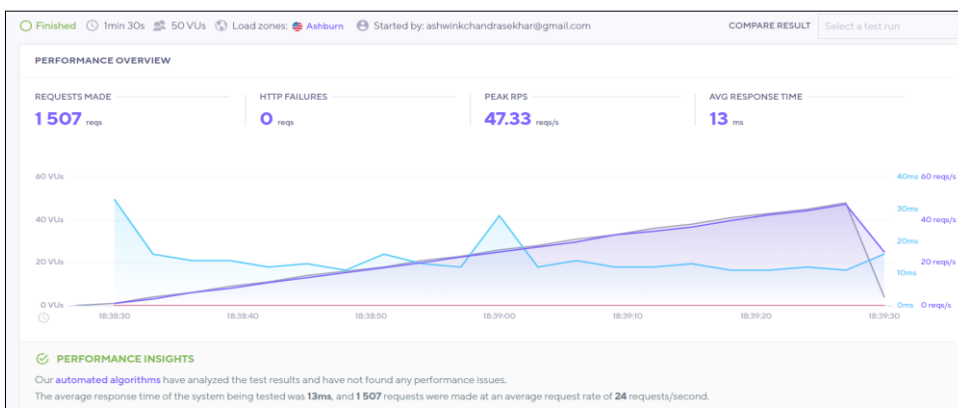 Finished 1min 30s 50 VUs Load zones: Ashburn Started by: ashwinkchandrasekhar@gmail.com COMPARE RESULT Select a test run
PERFORMANCE OVERVIEW
REQUESTS MADE HTTP FAILURES PEAK RPS AVG RESPONSE TIME
1 507 reqs 0 reqs 47.33 reqs/s 13 ms
60 VUs 40ms 60 reqs/s
30ms
40 VUs 40 reqs/s
20ms
20 VUs 20 reqs/s
10ms
0 VUs 0ms 0 reqs/s
18:38:30 18:38:40 18:38:50 18:39:00 18:39:10 18:39:20 18:39:30
PERFORMANCE INSIGHTS
Our automated algorithms have analyzed the test results and have not found any performance issues.
The average response time of the system being tested was 13ms, and 1 507 requests were made at an average request rate of 24 requests/second.